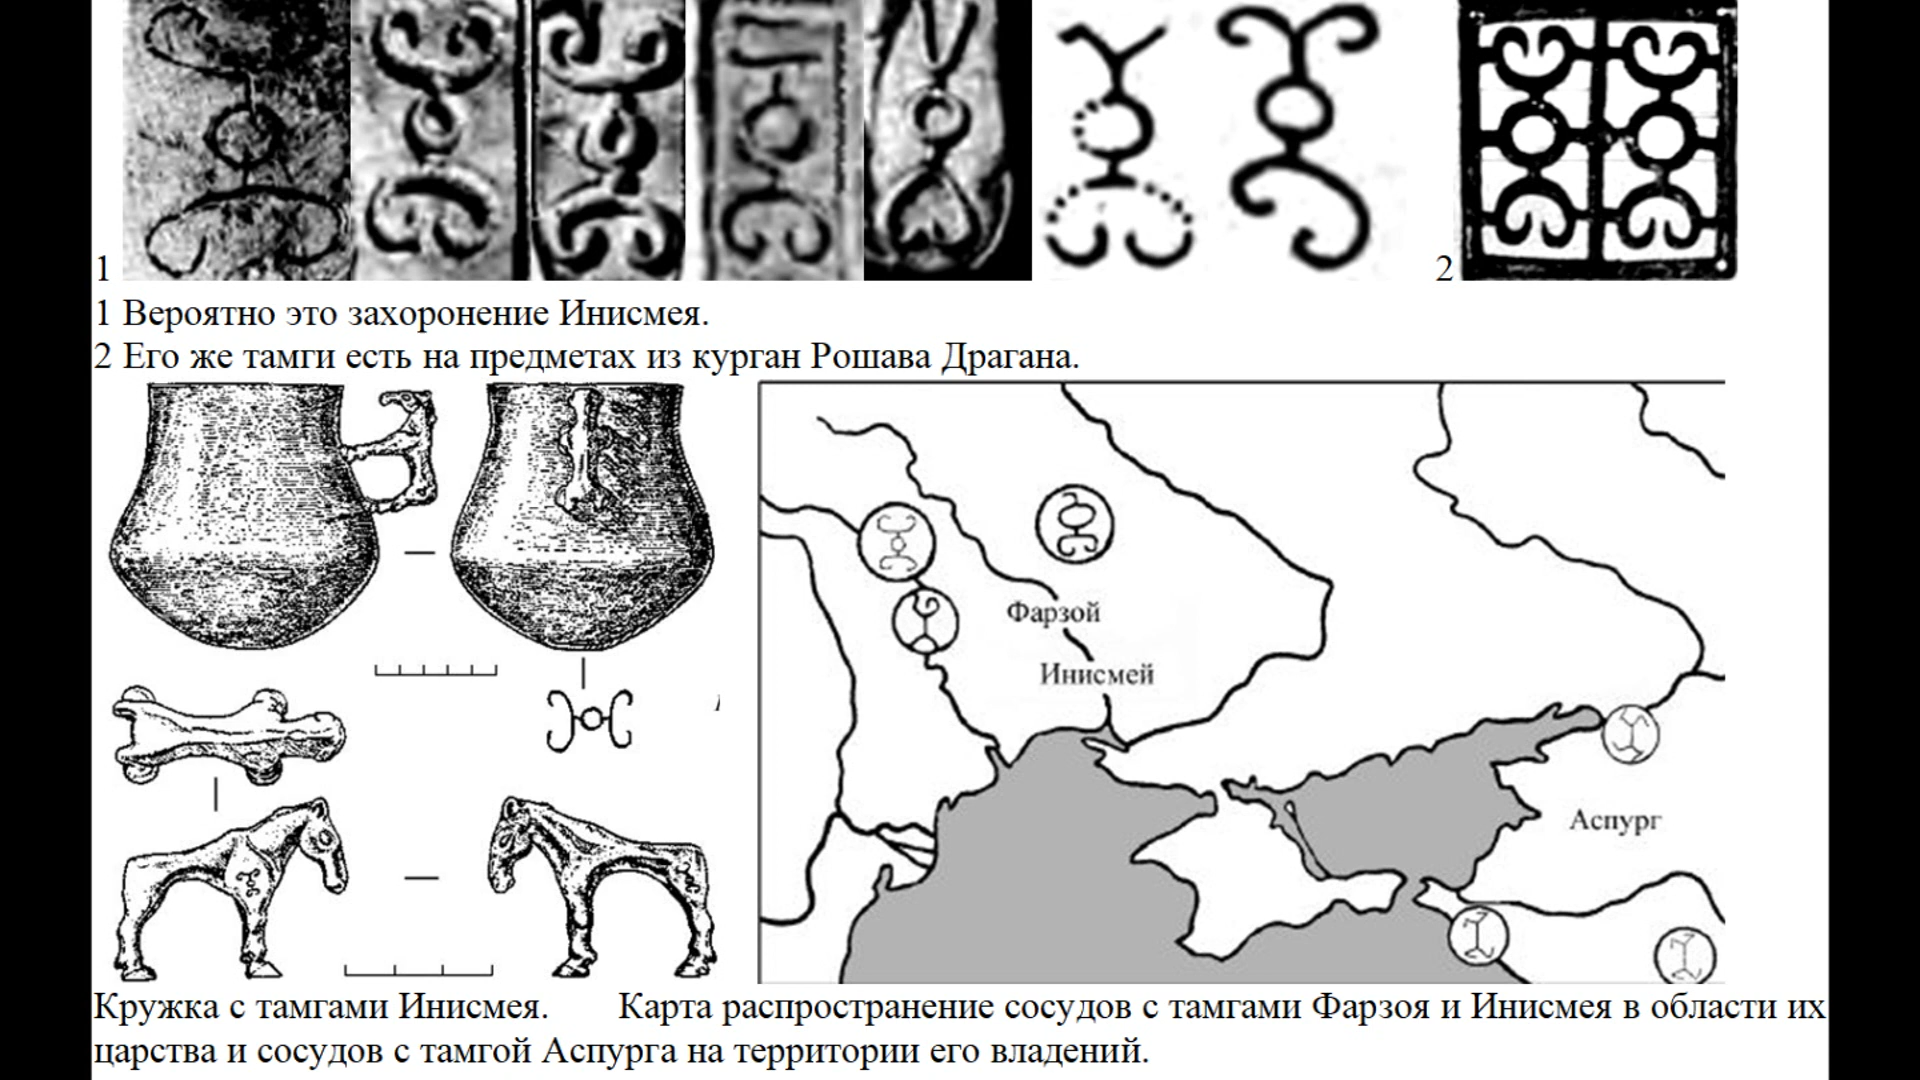 1
2
1 Вероятно это захоронение Инисмея.
2 Его же тамги есть на предметах из курган Рошава Драгана.
Фарзой
Инисмей
Аспург
Кружка с тамгами Инисмея. Карта распространение сосудов с тамгами Фарзоя и Инисмея в области их
царства и сосудов с тамгой Аспурга на территории его владений.